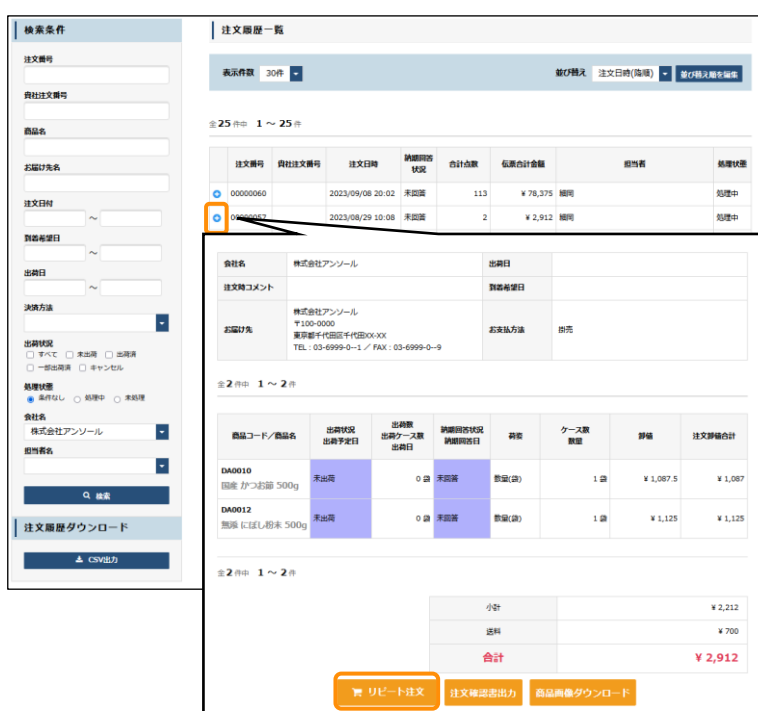 検索条件
注文番号
貴社注文番号
商品名
お届け先名
注文日付
～
到着希望日
～
出荷日
～
決済方法
出荷状況
すべて 未出荷 出荷済
一部出荷済 キャンセル
処理状態
条件なし 処理中 未処理
会社名
株式会社アンソール
担当者名
検索
注文履歴ダウンロード
CSV出力
注文履歴一覧
表示件数 30件 並び替え 注文日時(降順) 並び替え順を編集
全25件中 1 ～ 25件
注文番号 貴社注文番号 注文日時 納期回答状況 合計点数 伝票合計金額 担当者 処理状態
00000060 2023/09/08 20:02 未回答 113 ¥ 78,375 細岡 処理中
00000057 2023/08/29 10:08 未回答 2 ¥ 2,912 細岡 処理中
会社名 株式会社アンソール 出荷日
注文時コメント 到着希望日
お届け先 株式会社アンソール
〒100-0000
東京都千代田区千代田XX-XX
TEL : 03-6999-0--1 ／ FAX : 03-6999-0--9
お支払方法 掛売
全2件中 1 ～ 2件
商品コード/商品名 出荷状況 出荷予定日 出荷数 出荷ケース数 出荷日 納期回答状況 納期回答日 荷姿 ケース数 数量 卸価 注文卸価合計
DA0010
国産 かつお節 500g 未出荷 0 袋 未回答 数量(袋) 1 袋 ¥ 1,087.5 ¥ 1,087
DA0012
無添 にぼし粉末 500g 未出荷 0 袋 未回答 数量(袋) 1 袋 ¥ 1,125 ¥ 1,125
全2件中 1 ～ 2件
小計 ¥ 2,212
送料 ¥ 700
合計 ¥ 2,912
リピート注文 注文確認書出力 商品画像ダウンロード